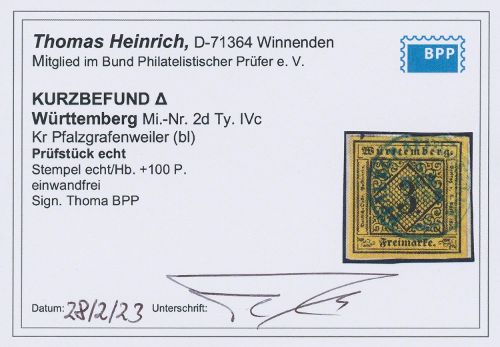 Thomas Heinrich, D-71364 Winnenden
Mitglied im Bund Philatelistischer Prüfer e. V.
BPP
KURZBEFUND Δ
Württemberg Mi.-Nr. 2d Ty. IVc
Kr Pfalzgrafenweiler (bl)
Prüfstück echt
Stempel echt/Hb. +100 P.
einwandfrei
Sign. Thoma BPP
Württemberg.
3
Freimarke.
Datum: 28/2/23 Unterschrift: